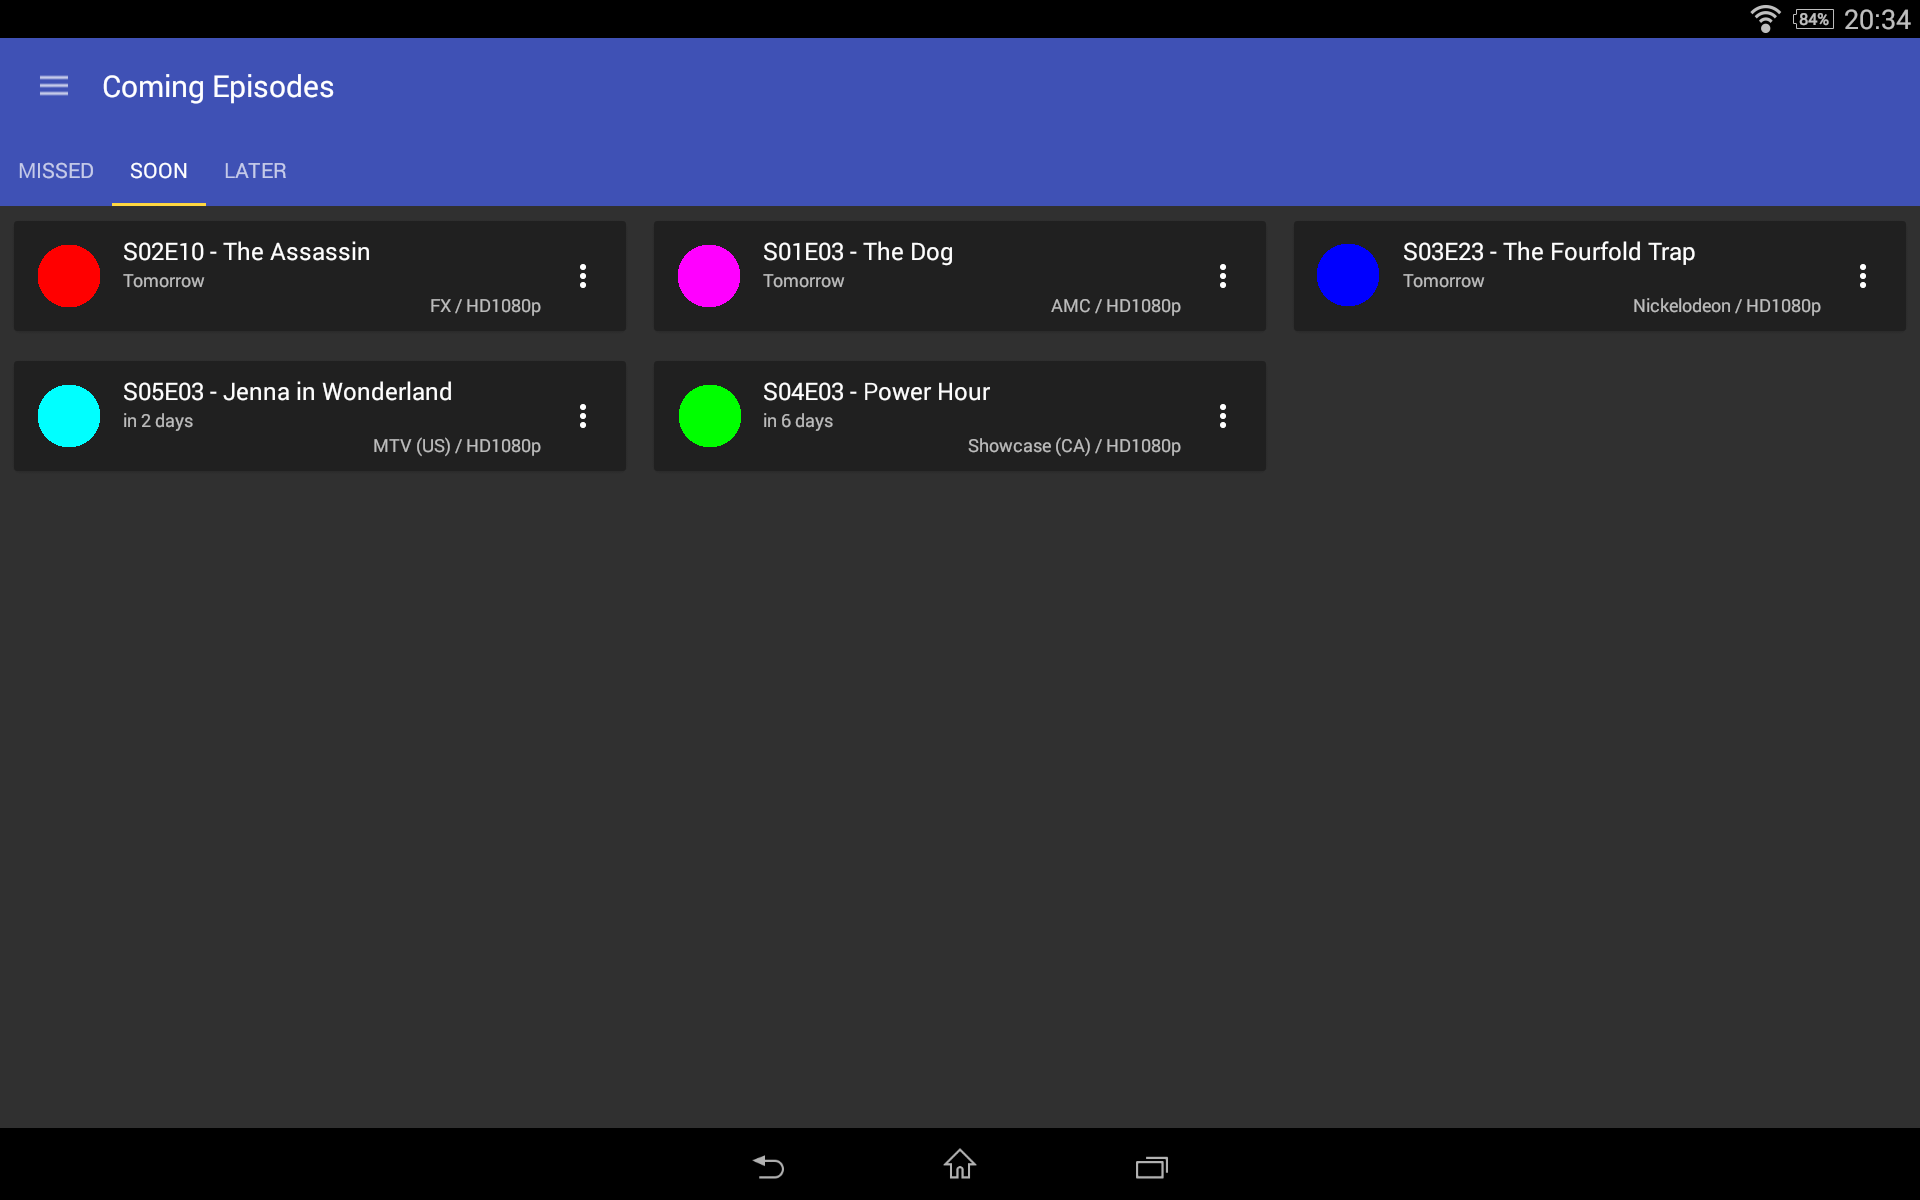 84% 20:34
Coming Episodes
MISSED SOON LATER
S02E10 - The Assassin
Tomorrow
FX / HD1080p
S01E03 - The Dog
Tomorrow
AMC / HD1080p
S03E23 - The Fourfold Trap
Tomorrow
Nickelodeon / HD1080p
S05E03 - Jenna in Wonderland
in 2 days
MTV (US) / HD1080p
S04E03 - Power Hour
in 6 days
Showcase (CA) / HD1080p